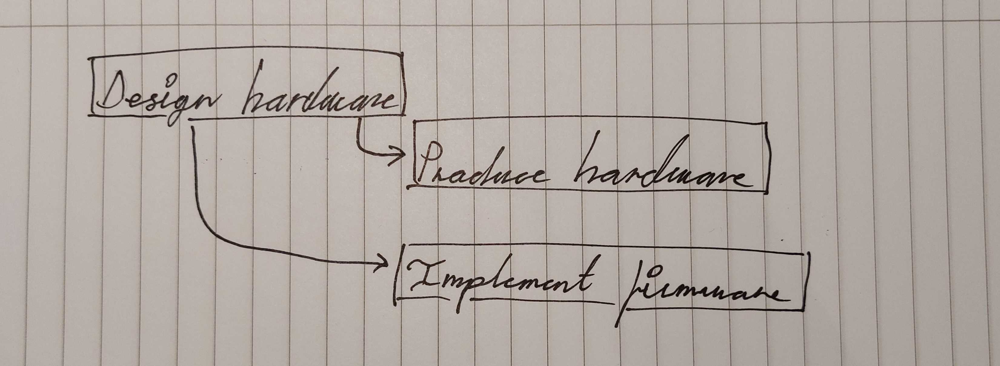 Design hardware
Produce hardware
Implement firmware